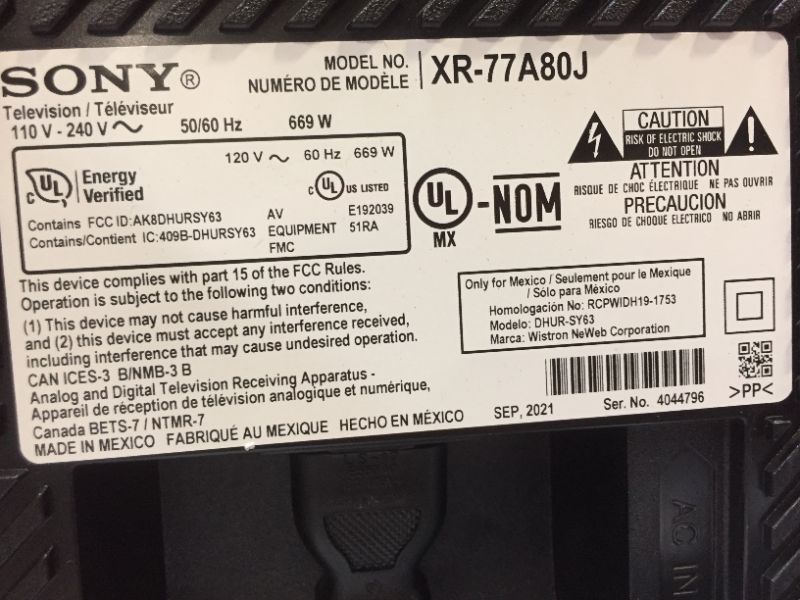 SONY®
MODEL NO.
NUMÉRO DE MODÈLE
XR-77A80J
Television / Téléviseur
110 V - 240 V ~ 50/60 Hz 669 W
120 V ~ 60 Hz 669 W
UL Energy
Verified
c UL US LISTED
Contains FCC ID:AK8DHURSY63
Contains/Contient IC:409B-DHURSY63
AV E192039
EQUIPMENT 51RA
FMC
UL
MX
-NOM
CAUTION
RISK OF ELECTRIC SHOCK
DO NOT OPEN
ATTENTION
RISQUE DE CHOC ÉLECTRIQUE NE PAS OUVRIR
PRECAUCION
RIESGO DE CHOQUE ELECTRICO NO ABRIR
This device complies with part 15 of the FCC Rules.
Operation is subject to the following two conditions:
(1) This device may not cause harmful interference,
and (2) this device must accept any interference received,
including interference that may cause undesired operation.
CAN ICES-3 B/NMB-3 B
Analog and Digital Television Receiving Apparatus -
Appareil de réception de télévision analogique et numérique,
Canada BETS-7 / NTMR-7
MADE IN MEXICO FABRIQUÉ AU MEXIQUE HECHO EN MÉXICO
Only for Mexico / Seulement pour le Mexique
/ Sólo para México
Homologación No: RCPWIDH19-1753
Modelo: DHUR-SY63
Marca: Wistron NeWeb Corporation
SEP, 2021
Ser. No. 4044796
>PP<
AC IN